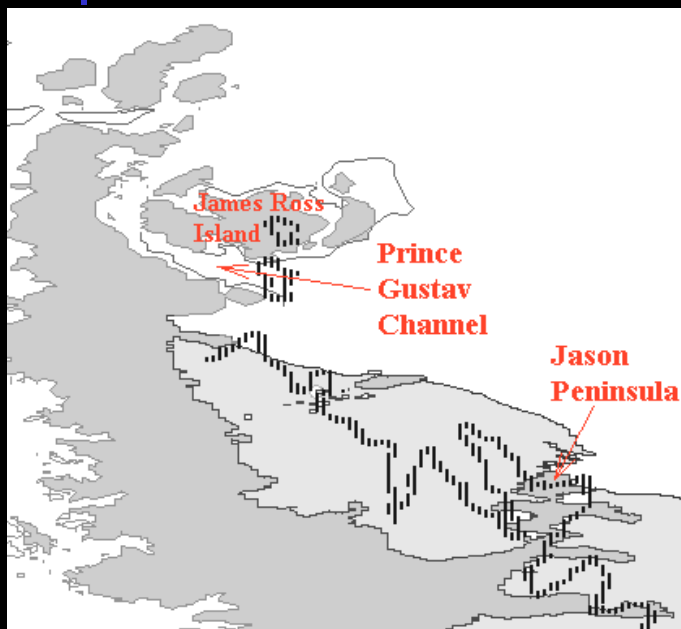 James Ross
Island
Prince
Gustav
Channel
Jason
Peninsula